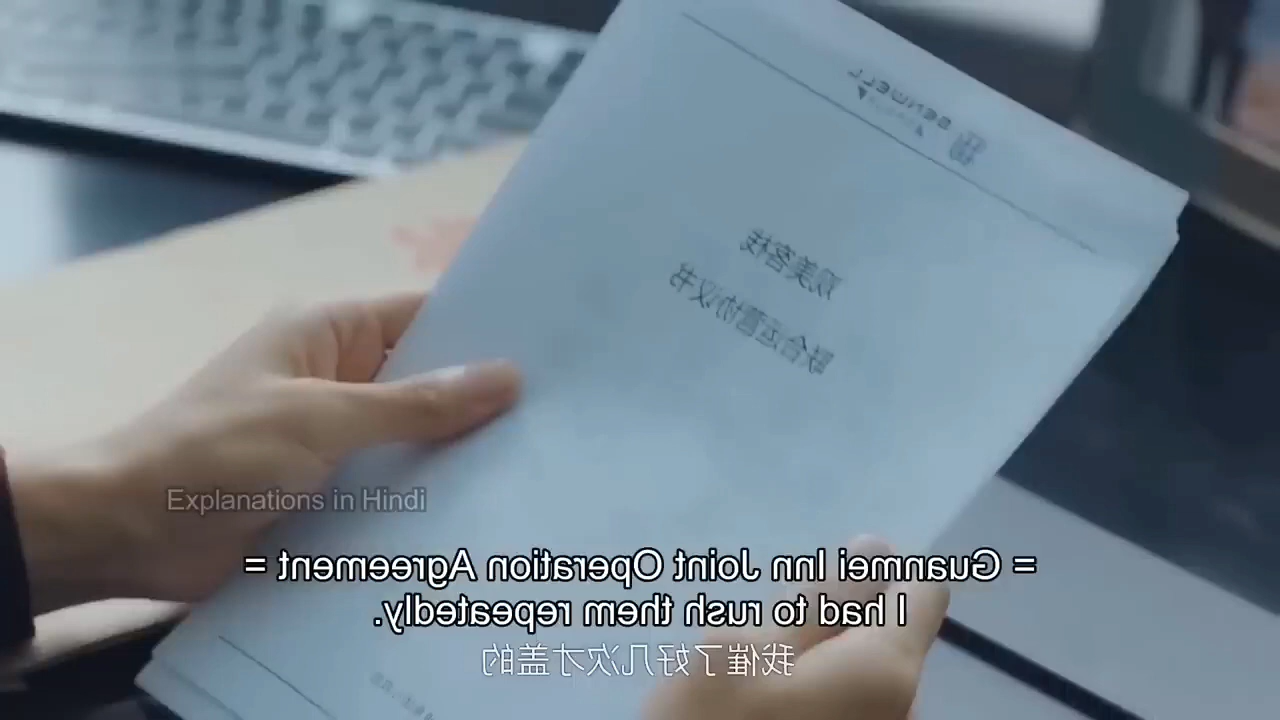 观美客栈
联合运营协议书
Explanations in Hindi
= Guanmei Inn Joint Operation Agreement =
I had to rush them repeatedly.
我催了好几次才盖的